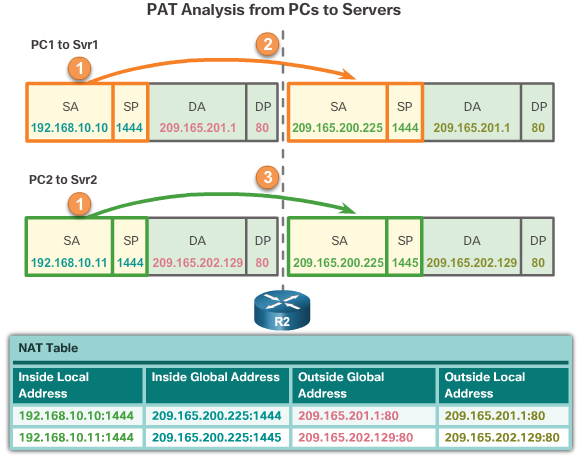 PAT Analysis from PCs to Servers
PC1 to Svr1
1
2
SA SP DA DP SA SP DA DP
192.168.10.10 1444 209.165.201.1 80 209.165.200.225 1444 209.165.201.1 80
PC2 to Svr2
1
3
SA SP DA DP SA SP DA DP
192.168.10.11 1444 209.165.202.129 80 209.165.200.225 1445 209.165.202.129 80
R2
NAT Table
Inside Local Address Inside Global Address Outside Global Address Outside Local Address
192.168.10.10:1444 209.165.200.225:1444 209.165.201.1:80 209.165.201.1:80
192.168.10.11:1444 209.165.200.225:1445 209.165.202.129:80 209.165.202.129:80